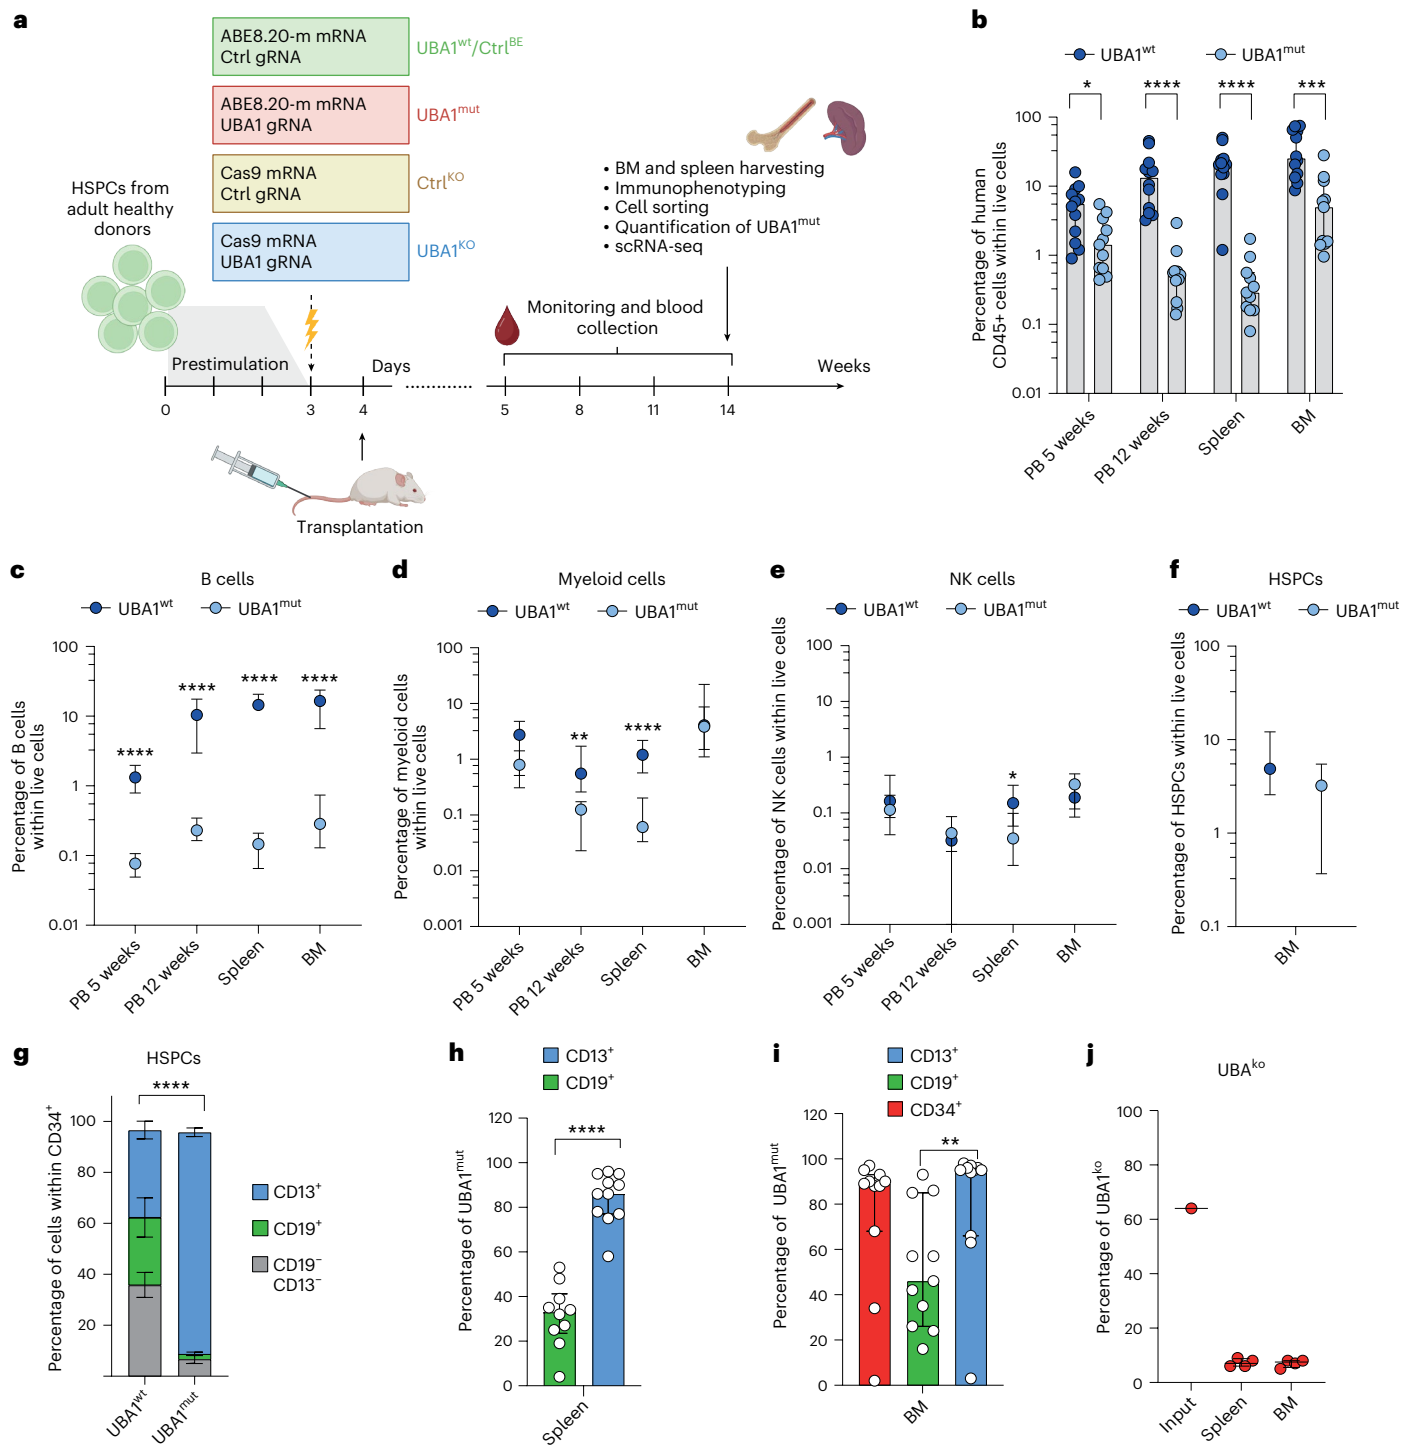 a
ABE8.20-m mRNA
Ctrl gRNA
UBA1wt/CtrlBE
ABE8.20-m mRNA
UBA1 gRNA
UBA1mut
Cas9 mRNA
Ctrl gRNA
CtrlKO
Cas9 mRNA
UBA1 gRNA
UBA1KO
HSPCs from
adult healthy
donors
Prestimulation
• BM and spleen harvesting
• Immunophenotyping
• Cell sorting
• Quantification of UBA1mut
• scRNA-seq
Monitoring and blood
collection
Days
Weeks
0 3 4 5 8 11 14
Transplantation
b
UBA1wt UBA1mut
* **** **** ***
Percentage of human
CD45+ cells within live cells
100
10
1
0.1
0.01
PB 5 weeks PB 12 weeks Spleen BM
c
B cells
UBA1wt UBA1mut
Percentage of B cells
within live cells
100
10
1
0.1
0.01
**** **** **** ****
PB 5 weeks PB 12 weeks Spleen BM
d
Myeloid cells
UBA1wt UBA1mut
Percentage of myeloid cells
within live cells
100
10
1
0.1
0.01
0.001
** ****
PB 5 weeks PB 12 weeks Spleen BM
e
NK cells
UBA1wt UBA1mut
Percentage of NK cells within live cells
100
10
1
0.1
0.01
0.001
*
PB 5 weeks PB 12 weeks Spleen BM
f
HSPCs
UBA1wt UBA1mut
Percentage of HSPCs within live cells
100
10
1
0.1
BM
g
HSPCs
****
Percentage of cells within CD34+
100
80
60
40
20
UBA1wt UBA1mut
CD13+
CD19+
CD19−
CD13−
h
CD13+
CD19+
****
Percentage of UBA1mut
120
100
80
60
40
20
0
Spleen
i
CD13+
CD19+
CD34+
**
Percentage of UBA1mut
120
100
80
60
40
20
0
BM
j
UBAko
Percentage of UBA1ko
100
80
60
40
20
0
Input Spleen BM